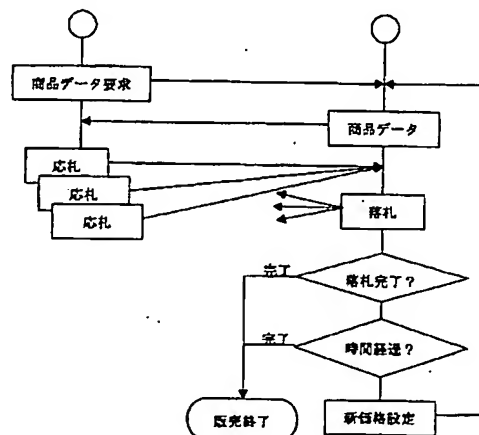 商品データ要求
商品データ
応札
応札
応札
落札
完了
落札完了?
完了
時間経過?
販売終了
新価格設定